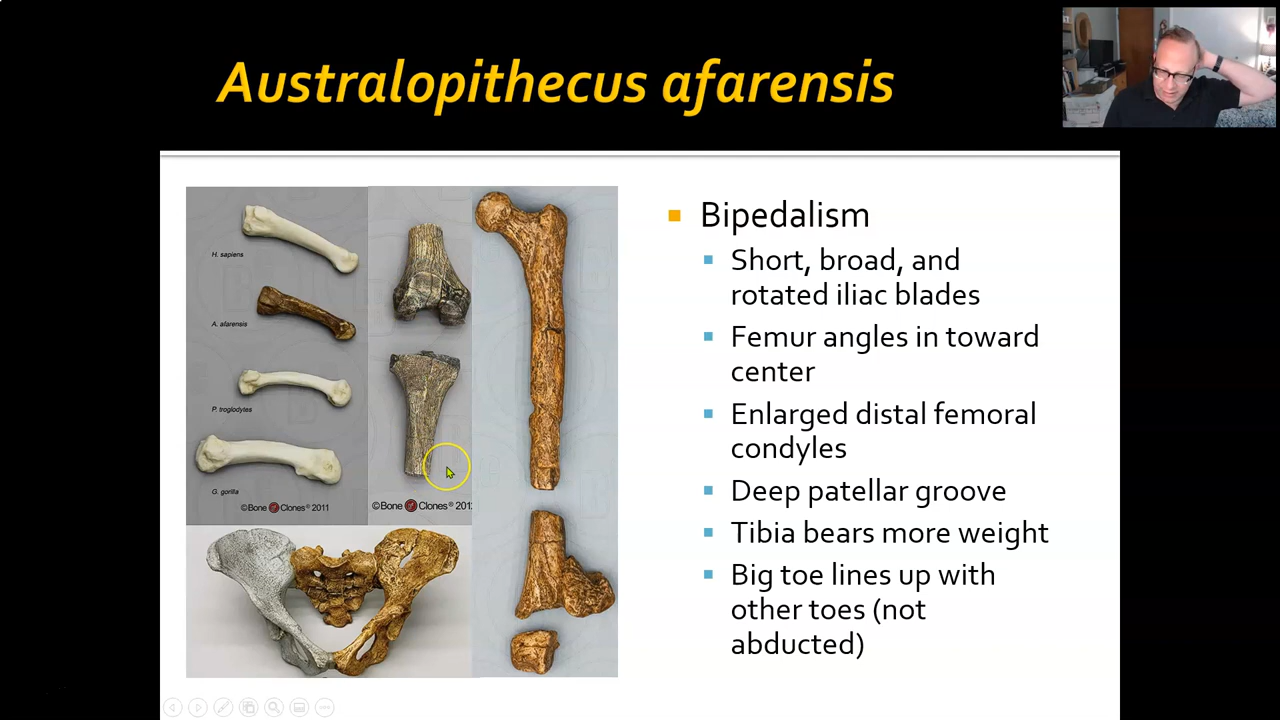 Australopithecus afarensis
H. sapiens
A. afarensis
P. troglodytes
G. gorilla
©Bone Clones® 2011
©Bone Clones® 201
Bipedalism
Short, broad, and
rotated iliac blades
Femur angles in toward
center
Enlarged distal femoral
condyles
Deep patellar groove
Tibia bears more weight
Big toe lines up with
other toes (not
abducted)